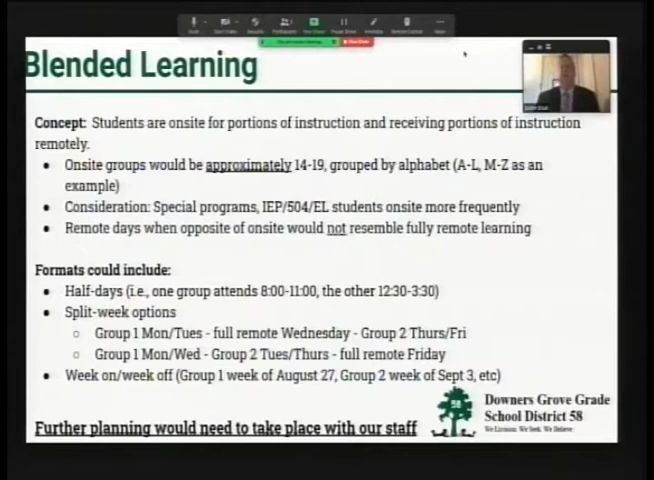 Blended Learning
Concept: Students are onsite for portions of instruction and receiving portions of instruction
remotely.
● Onsite groups would be approximately 14-19, grouped by alphabet (A-L, M-Z as an
example)
● Consideration: Special programs, IEP/504/EL students onsite more frequently
● Remote days when opposite of onsite would not resemble fully remote learning
Formats could include:
● Half-days (i.e., one group attends 8:00-11:00, the other 12:30-3:30)
● Split-week options
○ Group 1 Mon/Tues - full remote Wednesday - Group 2 Thurs/Fri
○ Group 1 Mon/Wed - Group 2 Tues/Thurs - full remote Friday
● Week on/week off (Group 1 week of August 27, Group 2 week of Sept 3, etc)
Further planning would need to take place with our staff
58
Downers Grove Grade
School District 58